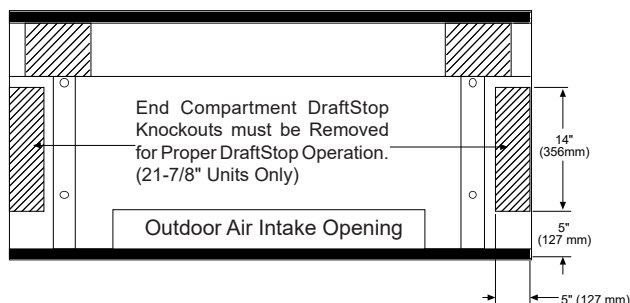 End Compartment DraftStop
Knockouts must be Removed
for Proper DraftStop Operation.
(21-7/8" Units Only)
14"
(356mm)
Outdoor Air Intake Opening
5"
(127 mm)
5" (127 mm)